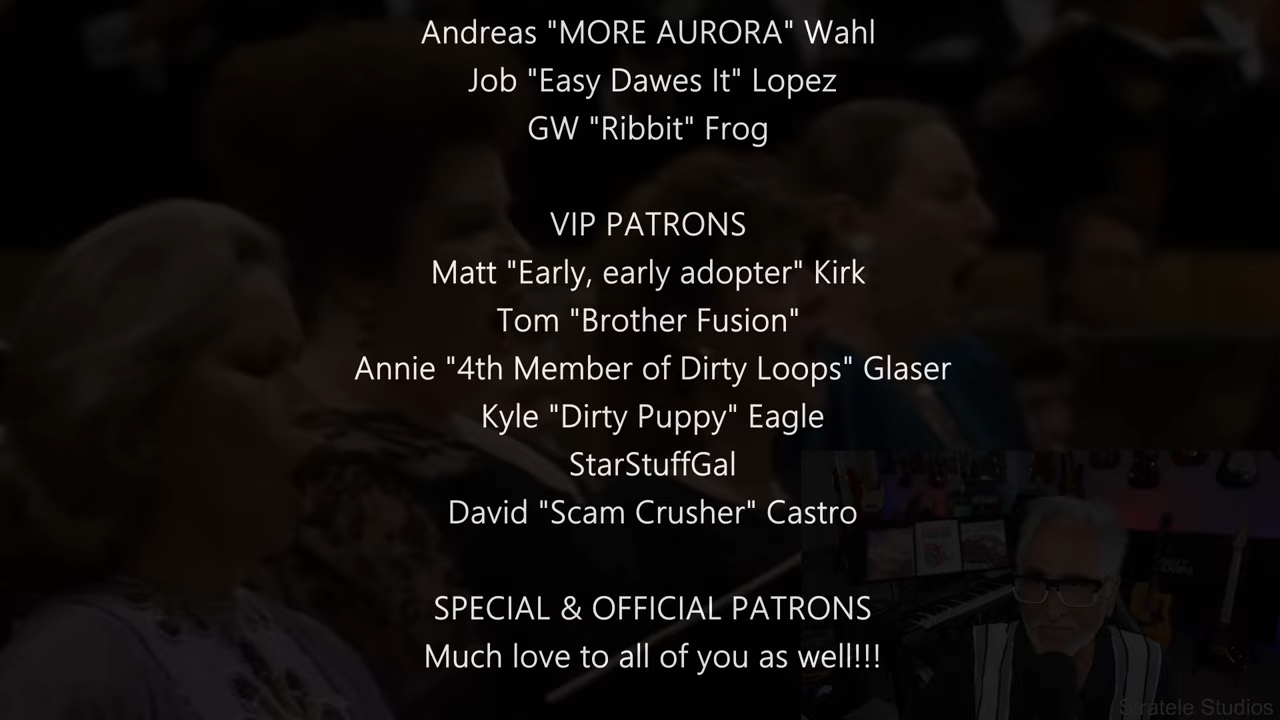 Andreas "MORE AURORA" Wahl
Job "Easy Dawes It" Lopez
GW "Ribbit" Frog
VIP PATRONS
Matt "Early, early adopter" Kirk
Tom "Brother Fusion"
Annie "4th Member of Dirty Loops" Glaser
Kyle "Dirty Puppy" Eagle
StarStuffGal
David "Scam Crusher" Castro
SPECIAL & OFFICIAL PATRONS
Much love to all of you as well!!!
Stratele Studios